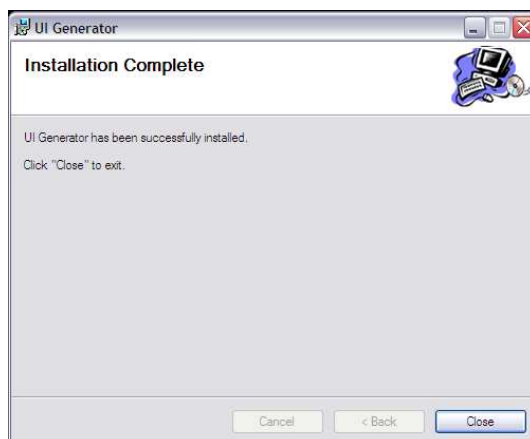 UI Generator
Installation Complete
UI Generator has been successfully installed.
Click "Close" to exit.
Cancel
< Back
Close